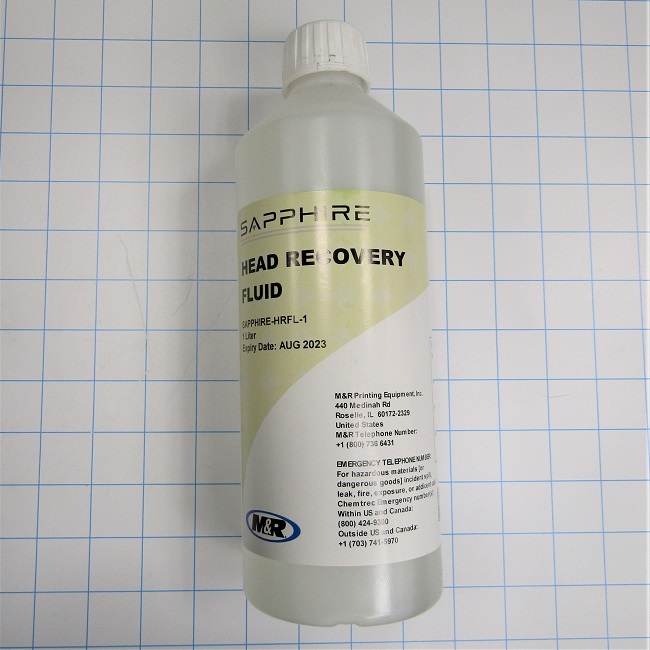 SAPPHIRE
HEAD RECOVERY
FLUID
SAPPHIRE-HRFL-1
1 Liter
Expiry Date: AUG 2023
M&R Printing Equipment, Inc.
440 Medinah Rd
Roselle, IL 60172-2329
United States
M&R Telephone Number:
+1 (800) 736 6431
EMERGENCY TELEPHONE NUMBER
For hazardous materials [or
dangerous goods] incident spill,
leak, fire, exposure, or
Chemtrec Emergency number(s)
Within US and Canada:
(800) 424-9300
Outside US and Canada:
+1 (703) 741-5970
M&R